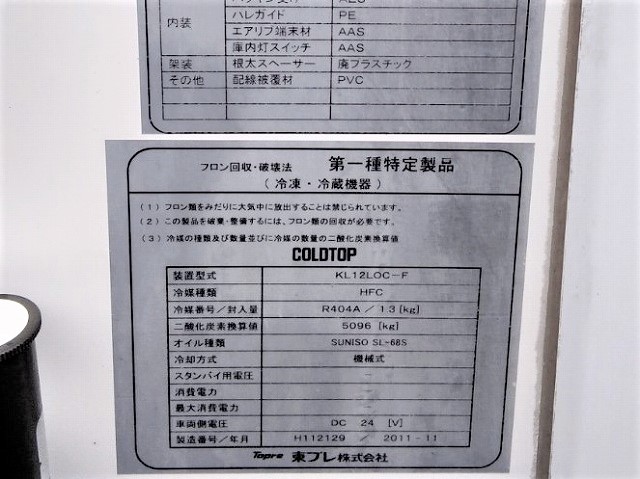 内装
パレガイド PE
エアリブ端末材 AAS
庫内灯スイッチ AAS
架装 根太スペーサー 廃プラスチック
その他 配線被覆材 PVC
フロン回収・破壊法 第一種特定製品
（冷凍・冷蔵機器）
（1）フロン類をみだりに大気中に放出することは禁じられています。
（2）この製品を破棄・整備するには、フロン類の回収が必要です。
（3）冷媒の種類及び数量並びに冷媒の数量の二酸化炭素換算値
COLDTOP
装置型式 KL12LOC-F
冷媒種類 HFC
冷媒番号／封入量 R404A / 1.3 [kg]
二酸化炭素換算値 5096 [kg]
オイル種類 SUNISO SL-68S
冷却方式 機械式
スタンバイ用電圧 －
消費電力 －
最大消費電力 －
車両側電圧 DC 24 [V]
製造番号／年月 H112129 / 2011-11
Topre 東プレ株式会社